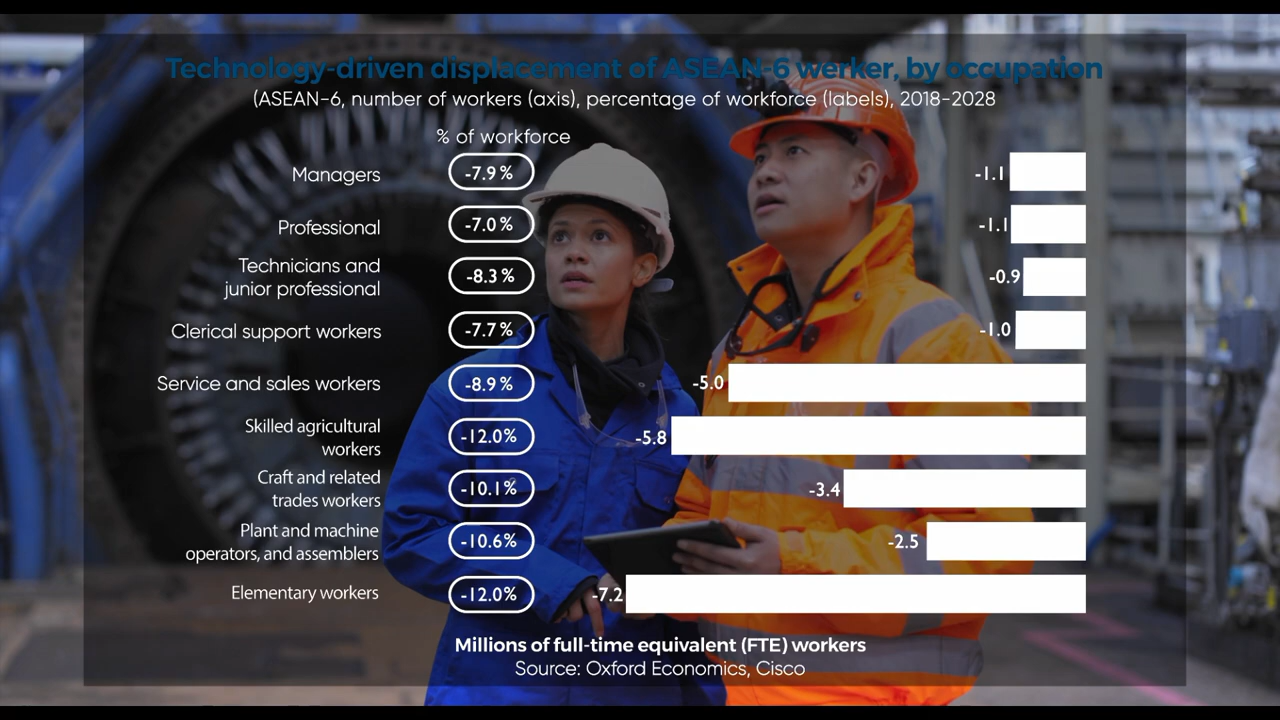 Technology-driven displacement of ASEAN-6 werker, by occupation
(ASEAN-6, number of workers (axis), percentage of workforce (labels), 2018-2028
% of workforce
Managers -7.9% -1.1
Professional -7.0% -1.1
Technicians and
junior professional -8.3% -0.9
Clerical support workers -7.7% -1.0
Service and sales workers -8.9% -5.0
Skilled agricultural
workers -12.0% -5.8
Craft and related
trades workers -10.1% -3.4
Plant and machine
operators, and assemblers -10.6% -2.5
Elementary workers -12.0% -7.2
Millions of full-time equivalent (FTE) workers
Source: Oxford Economics, Cisco